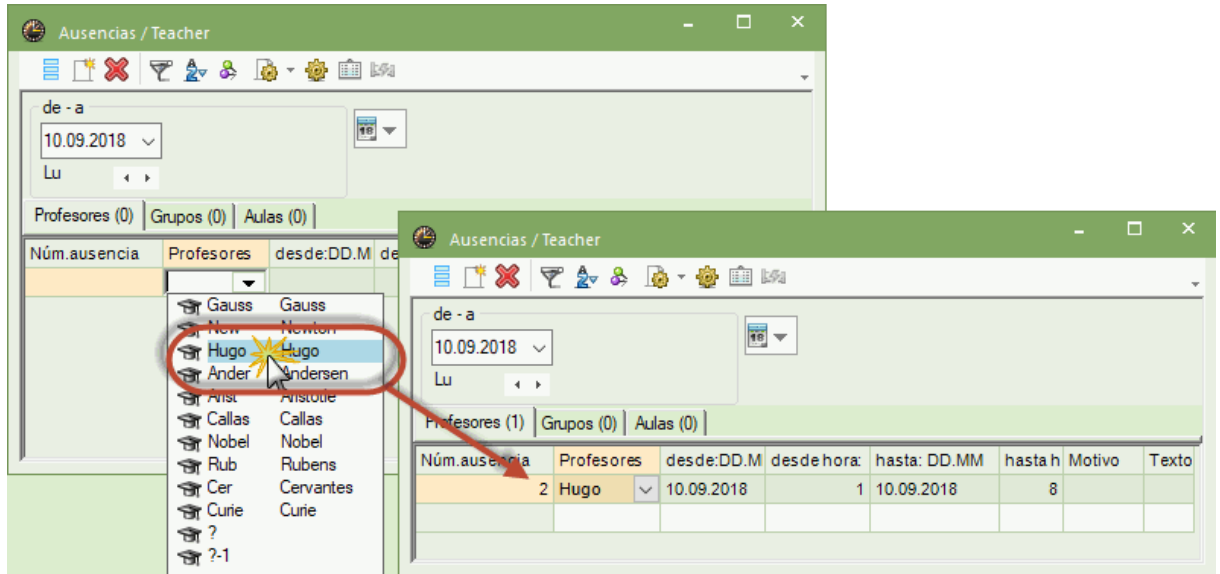 Ausencias / Teacher
de - a
10.09.2018
Lu
Profesores (0) Grupos (0) Aulas (0)
Núm.ausencia Profesores desde:DD.M de
Gauss Gauss
New Newton
Hugo Hugo
Ander Andersen
Arist Aristotle
Callas Callas
Nobel Nobel
Rub Rubens
Cer Cervantes
Curie Curie
?
?-1
Ausencias / Teacher
de - a
10.09.2018
Lu
Profesores (1) Grupos (0) Aulas (0)
Núm.ausencia Profesores desde:DD.M desde hora: hasta: DD.MM hasta h Motivo Texto
2 Hugo 10.09.2018 1 10.09.2018 8